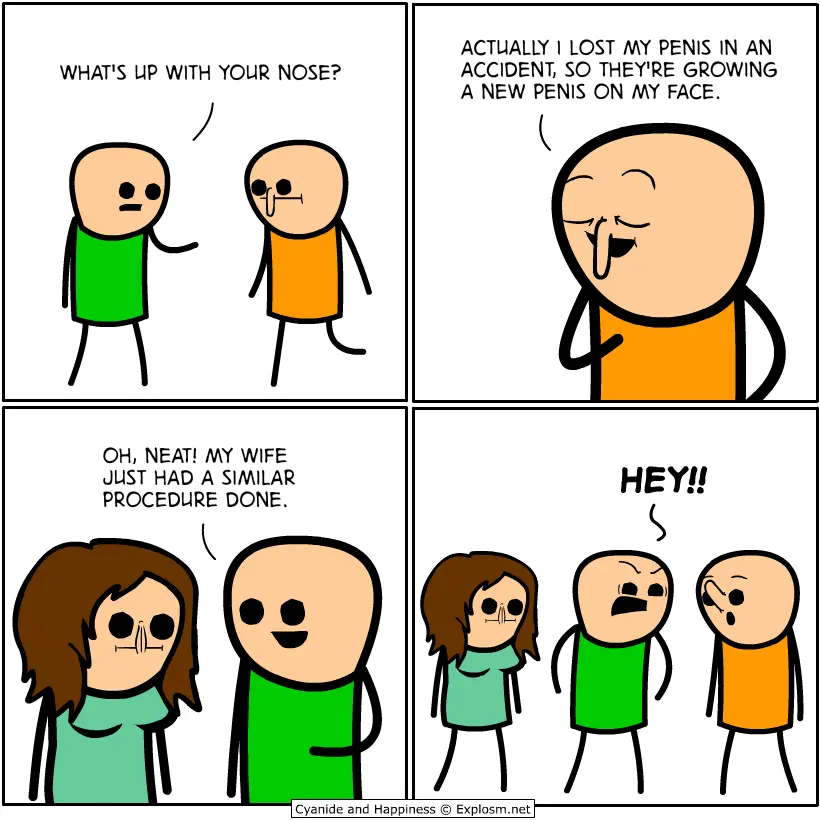 WHAT'S UP WITH YOUR NOSE?
ACTUALLY I LOST MY PENIS IN AN
ACCIDENT, SO THEY'RE GROWING
A NEW PENIS ON MY FACE.
OH, NEAT! MY WIFE
JUST HAD A SIMILAR
PROCEDURE DONE.
HEY!!
Cyanide and Happiness © Explosm.net